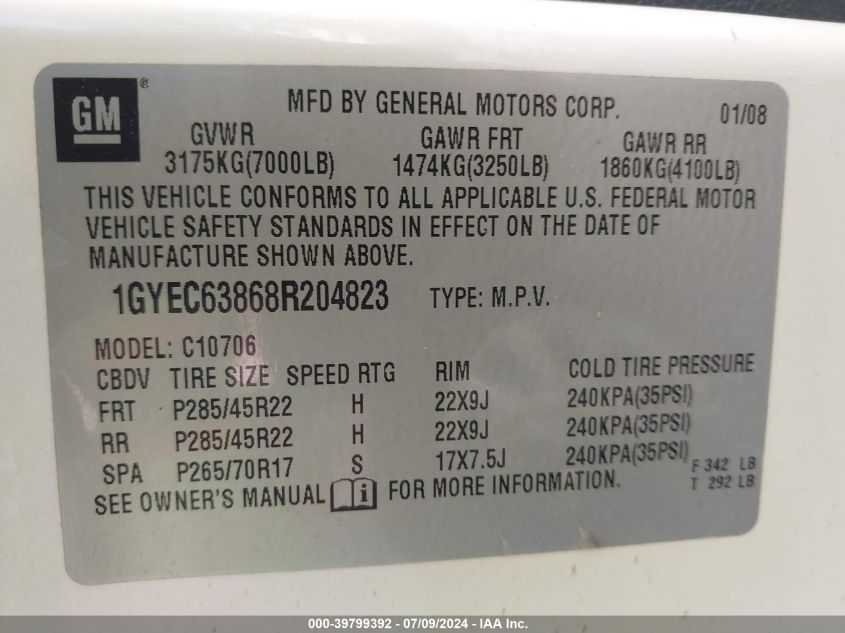 GM ®
MFD BY GENERAL MOTORS CORP. 01/08
GVWR GAWR FRT GAWR RR
3175KG(7000LB) 1474KG(3250LB) 1860KG(4100LB)
THIS VEHICLE CONFORMS TO ALL APPLICABLE U.S. FEDERAL MOTOR
VEHICLE SAFETY STANDARDS IN EFFECT ON THE DATE OF
MANUFACTURE SHOWN ABOVE.
1GYEC63868R204823 TYPE: M.P.V.
MODEL: C10706
CBDV TIRE SIZE SPEED RTG RIM COLD TIRE PRESSURE
FRT P285/45R22 H 22X9J 240KPA(35PSI)
RR P285/45R22 H 22X9J 240KPA(35PSI)
SPA P265/70R17 S 17X7.5J 240KPA(35PSI) F 342 LB
T 292 LB
SEE OWNER'S MANUAL i FOR MORE INFORMATION.
000-39799392 - 07/09/2024 - IAA Inc.